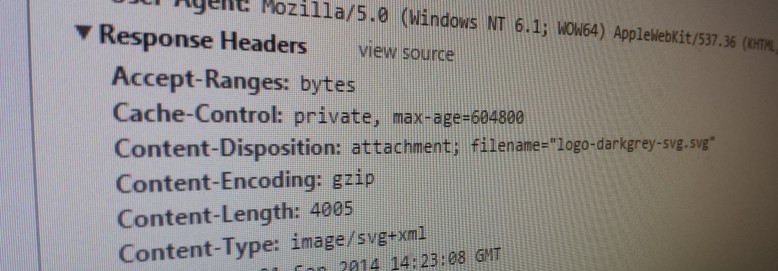 User Agent: Mozilla/5.0 (Windows NT 6.1; WOW64) AppleWebKit/537.36 (KHTML,
▼ Response Headers view source
Accept-Ranges: bytes
Cache-Control: private, max-age=604800
Content-Disposition: attachment; filename="logo-darkgrey-svg.svg"
Content-Encoding: gzip
Content-Length: 4005
Content-Type: image/svg+xml
2014 14:23:08 GMT